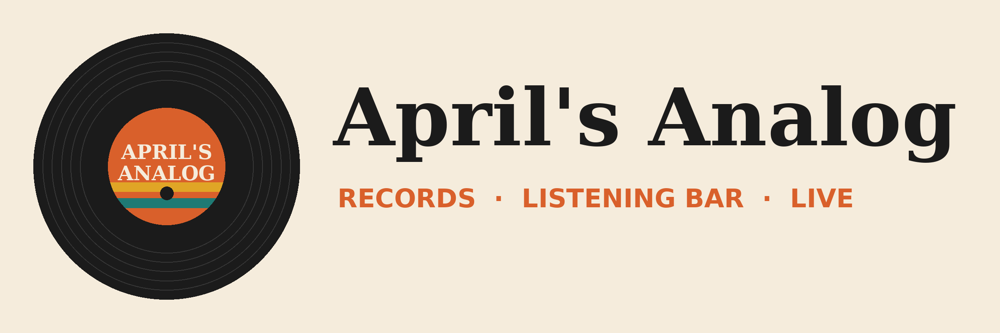 APRIL'S
ANALOG
April's Analog
RECORDS · LISTENING BAR · LIVE